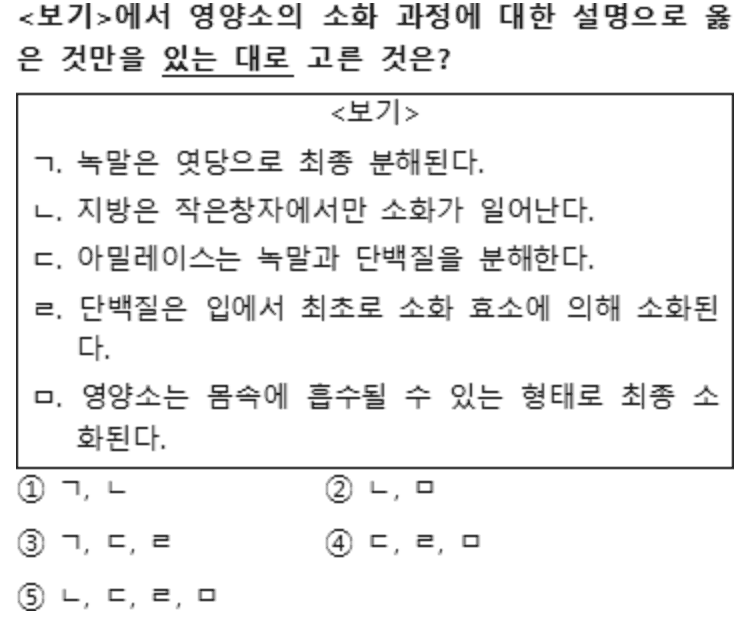 <보기>에서 영양소의 소화 과정에 대한 설명으로 옳
은 것만을 있는 대로 고른 것은?
<보기>
ㄱ. 녹말은 엿당으로 최종 분해된다.
ㄴ. 지방은 작은창자에서만 소화가 일어난다.
ㄷ. 아밀레이스는 녹말과 단백질을 분해한다.
ㄹ. 단백질은 입에서 최초로 소화 효소에 의해 소화된
다.
ㅁ. 영양소는 몸속에 흡수될 수 있는 형태로 최종 소
화된다.
① ㄱ, ㄴ ② ㄴ, ㅁ
③ ㄱ, ㄷ, ㄹ ④ ㄷ, ㄹ, ㅁ
⑤ ㄴ, ㄷ, ㄹ, ㅁ